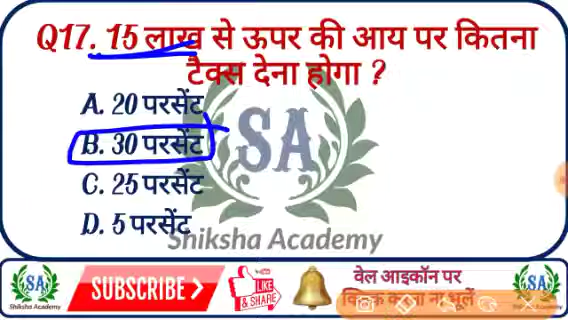 Q17. 15 लाख से ऊपर की आय पर कितना
टैक्स देना होगा ?
A. 20 परसेंट
B. 30 परसेंट
C. 25 परसेंट
D. 5 परसेंट
SA
Shiksha Academy
SA
Shiksha Academy
SUBSCRIBE
LIKE
& SHARE
वेल आइकॉन पर
क्लिक करना ना भूलें
SA
Shiksha Academy